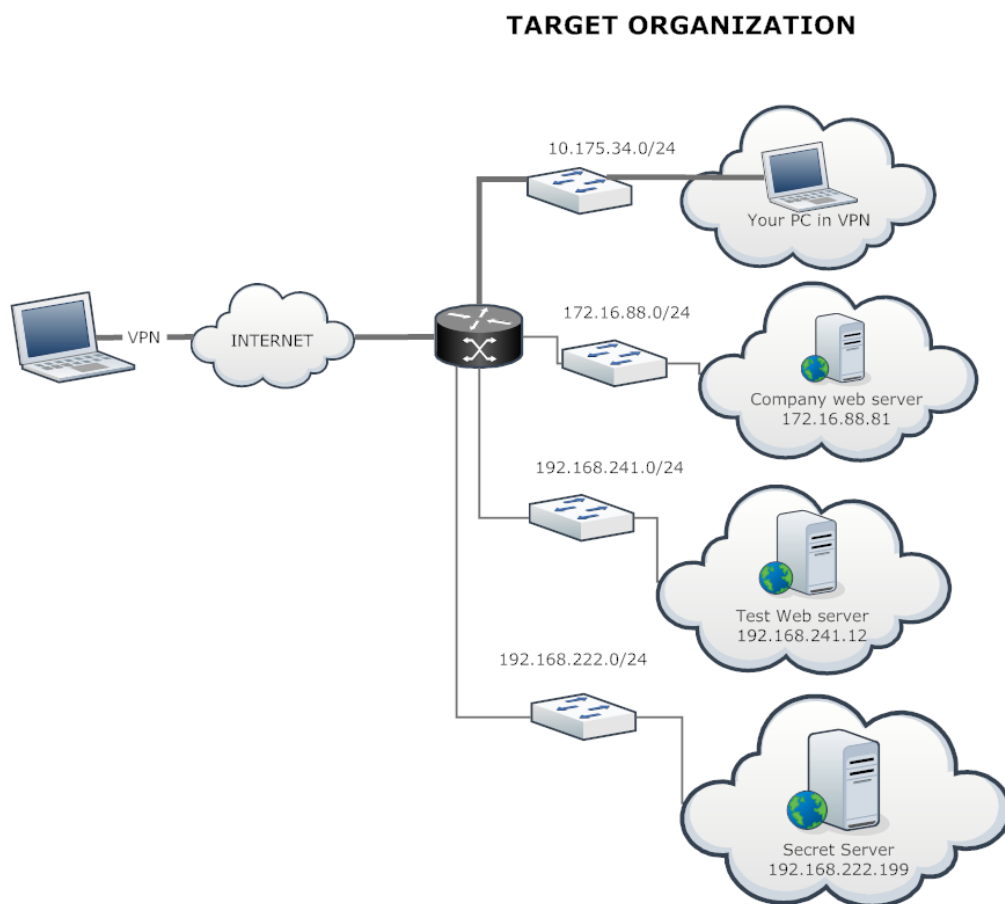 TARGET ORGANIZATION
10.175.34.0/24
Your PC in VPN
VPN
INTERNET
172.16.88.0/24
Company web server
172.16.88.81
192.168.241.0/24
Test Web server
192.168.241.12
192.168.222.0/24
Secret Server
192.168.222.199